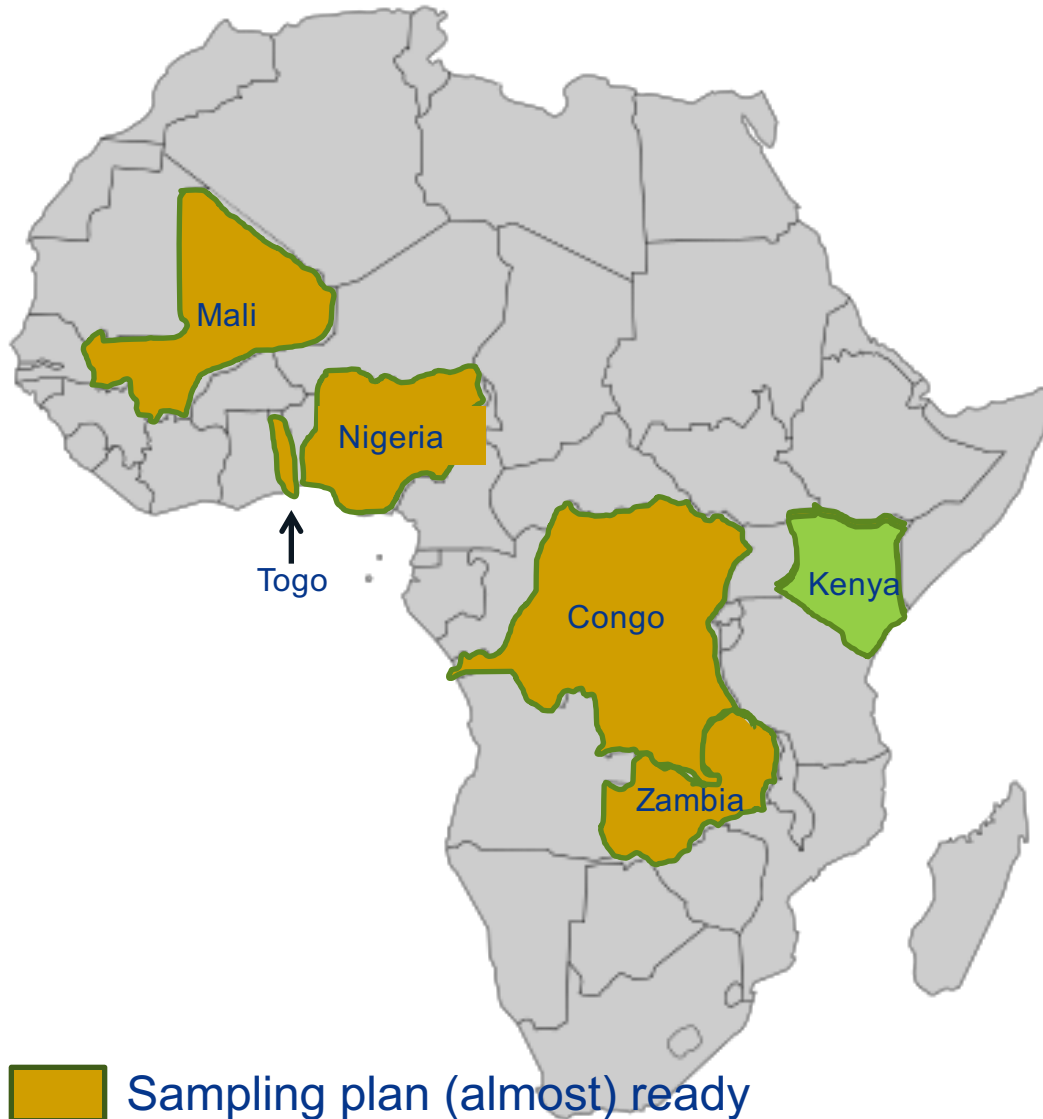 Mali
Nigeria
Togo
Kenya
Congo
Zambia
Sampling plan (almost) ready